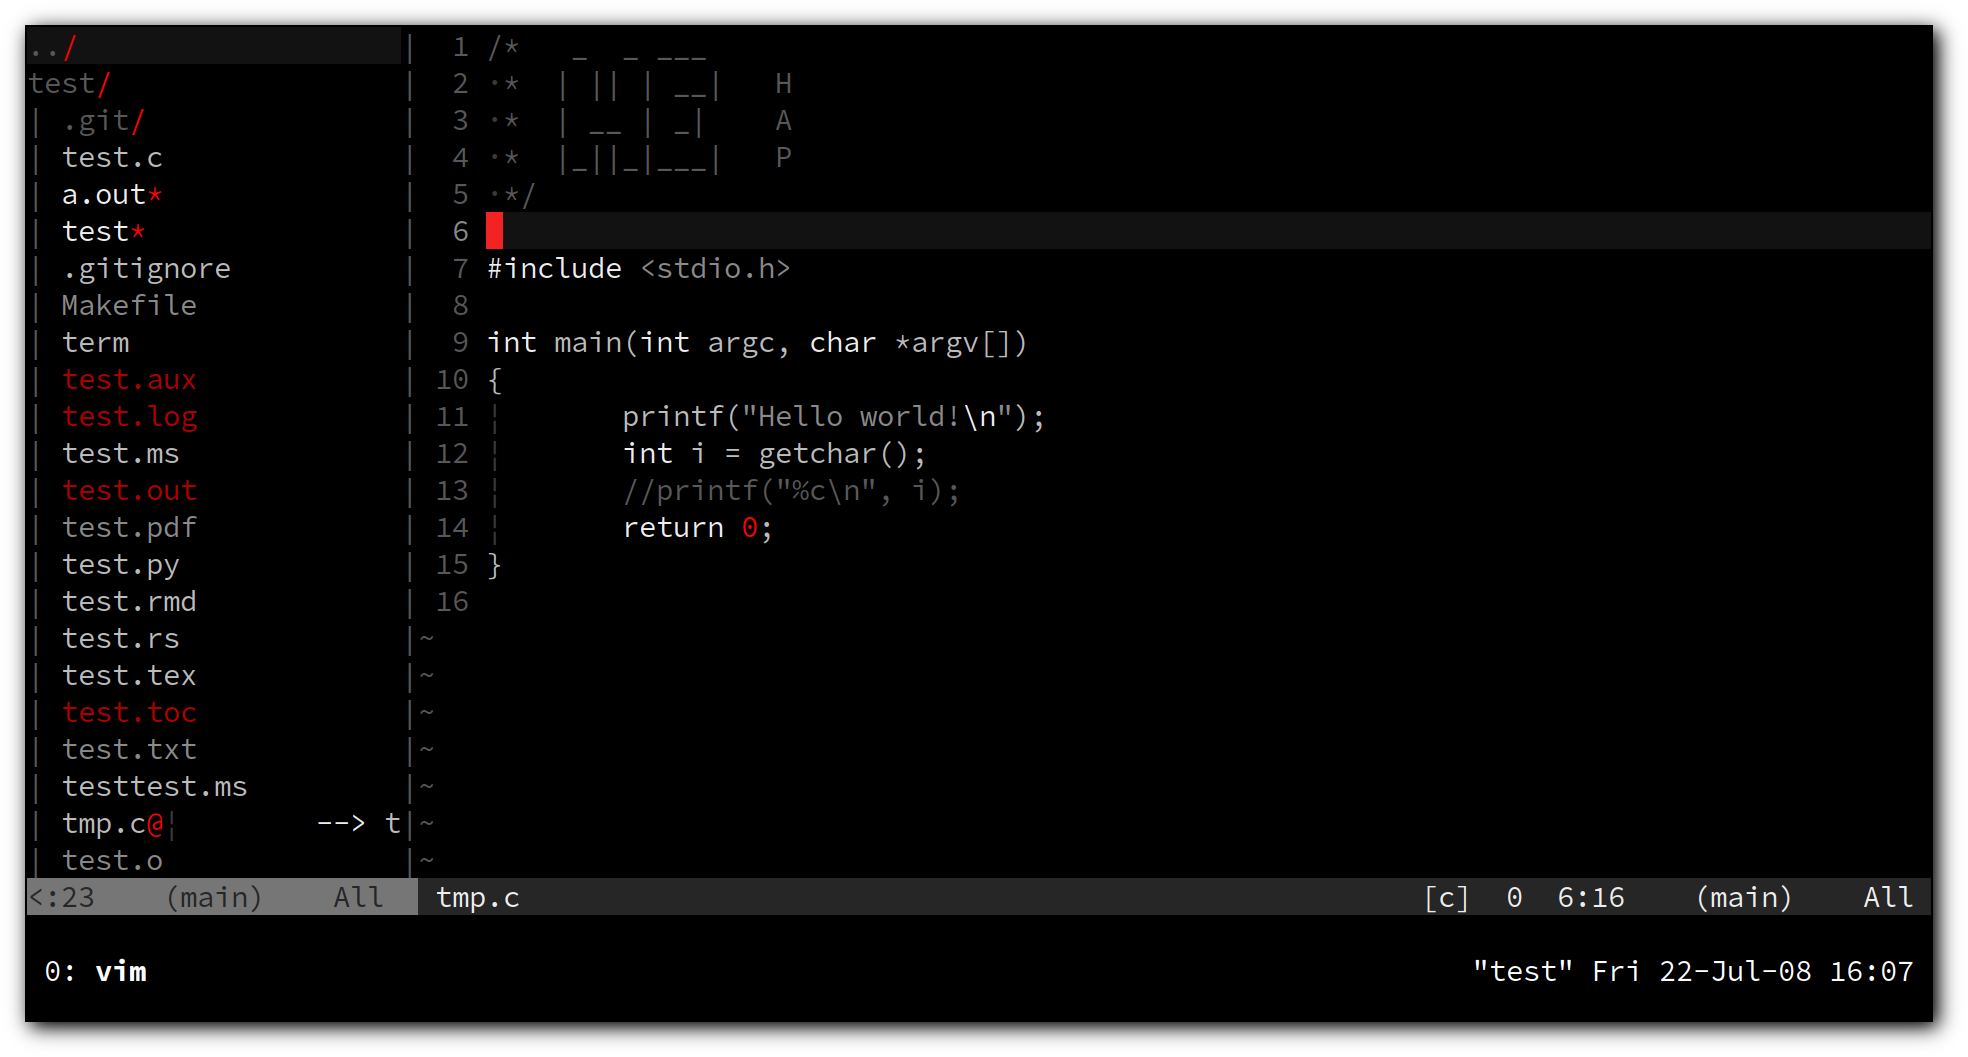 ../
test/
| .git/
| test.c
| a.out*
| test*
| .gitignore
| Makefile
| term
| test.aux
| test.log
| test.ms
| test.out
| test.pdf
| test.py
| test.rmd
| test.rs
| test.tex
| test.toc
| test.txt
| testtest.ms
| tmp.c@¦        --> t
| test.o
<:23    (main)    All
1 /*   _  _ ___
2 ·*  | || | __|   H
3 ·*  | __ | _|    A
4 ·*  |_||_|___|   P
5 ·*/
6
7 #include <stdio.h>
8
9 int main(int argc, char *argv[])
10 {
11 ¦       printf("Hello world!\n");
12 ¦       int i = getchar();
13 ¦       //printf("%c\n", i);
14 ¦       return 0;
15 }
16
~
~
~
~
~
~
~
tmp.c    [c]  0  6:16    (main)    All
0: vim    "test" Fri 22-Jul-08 16:07